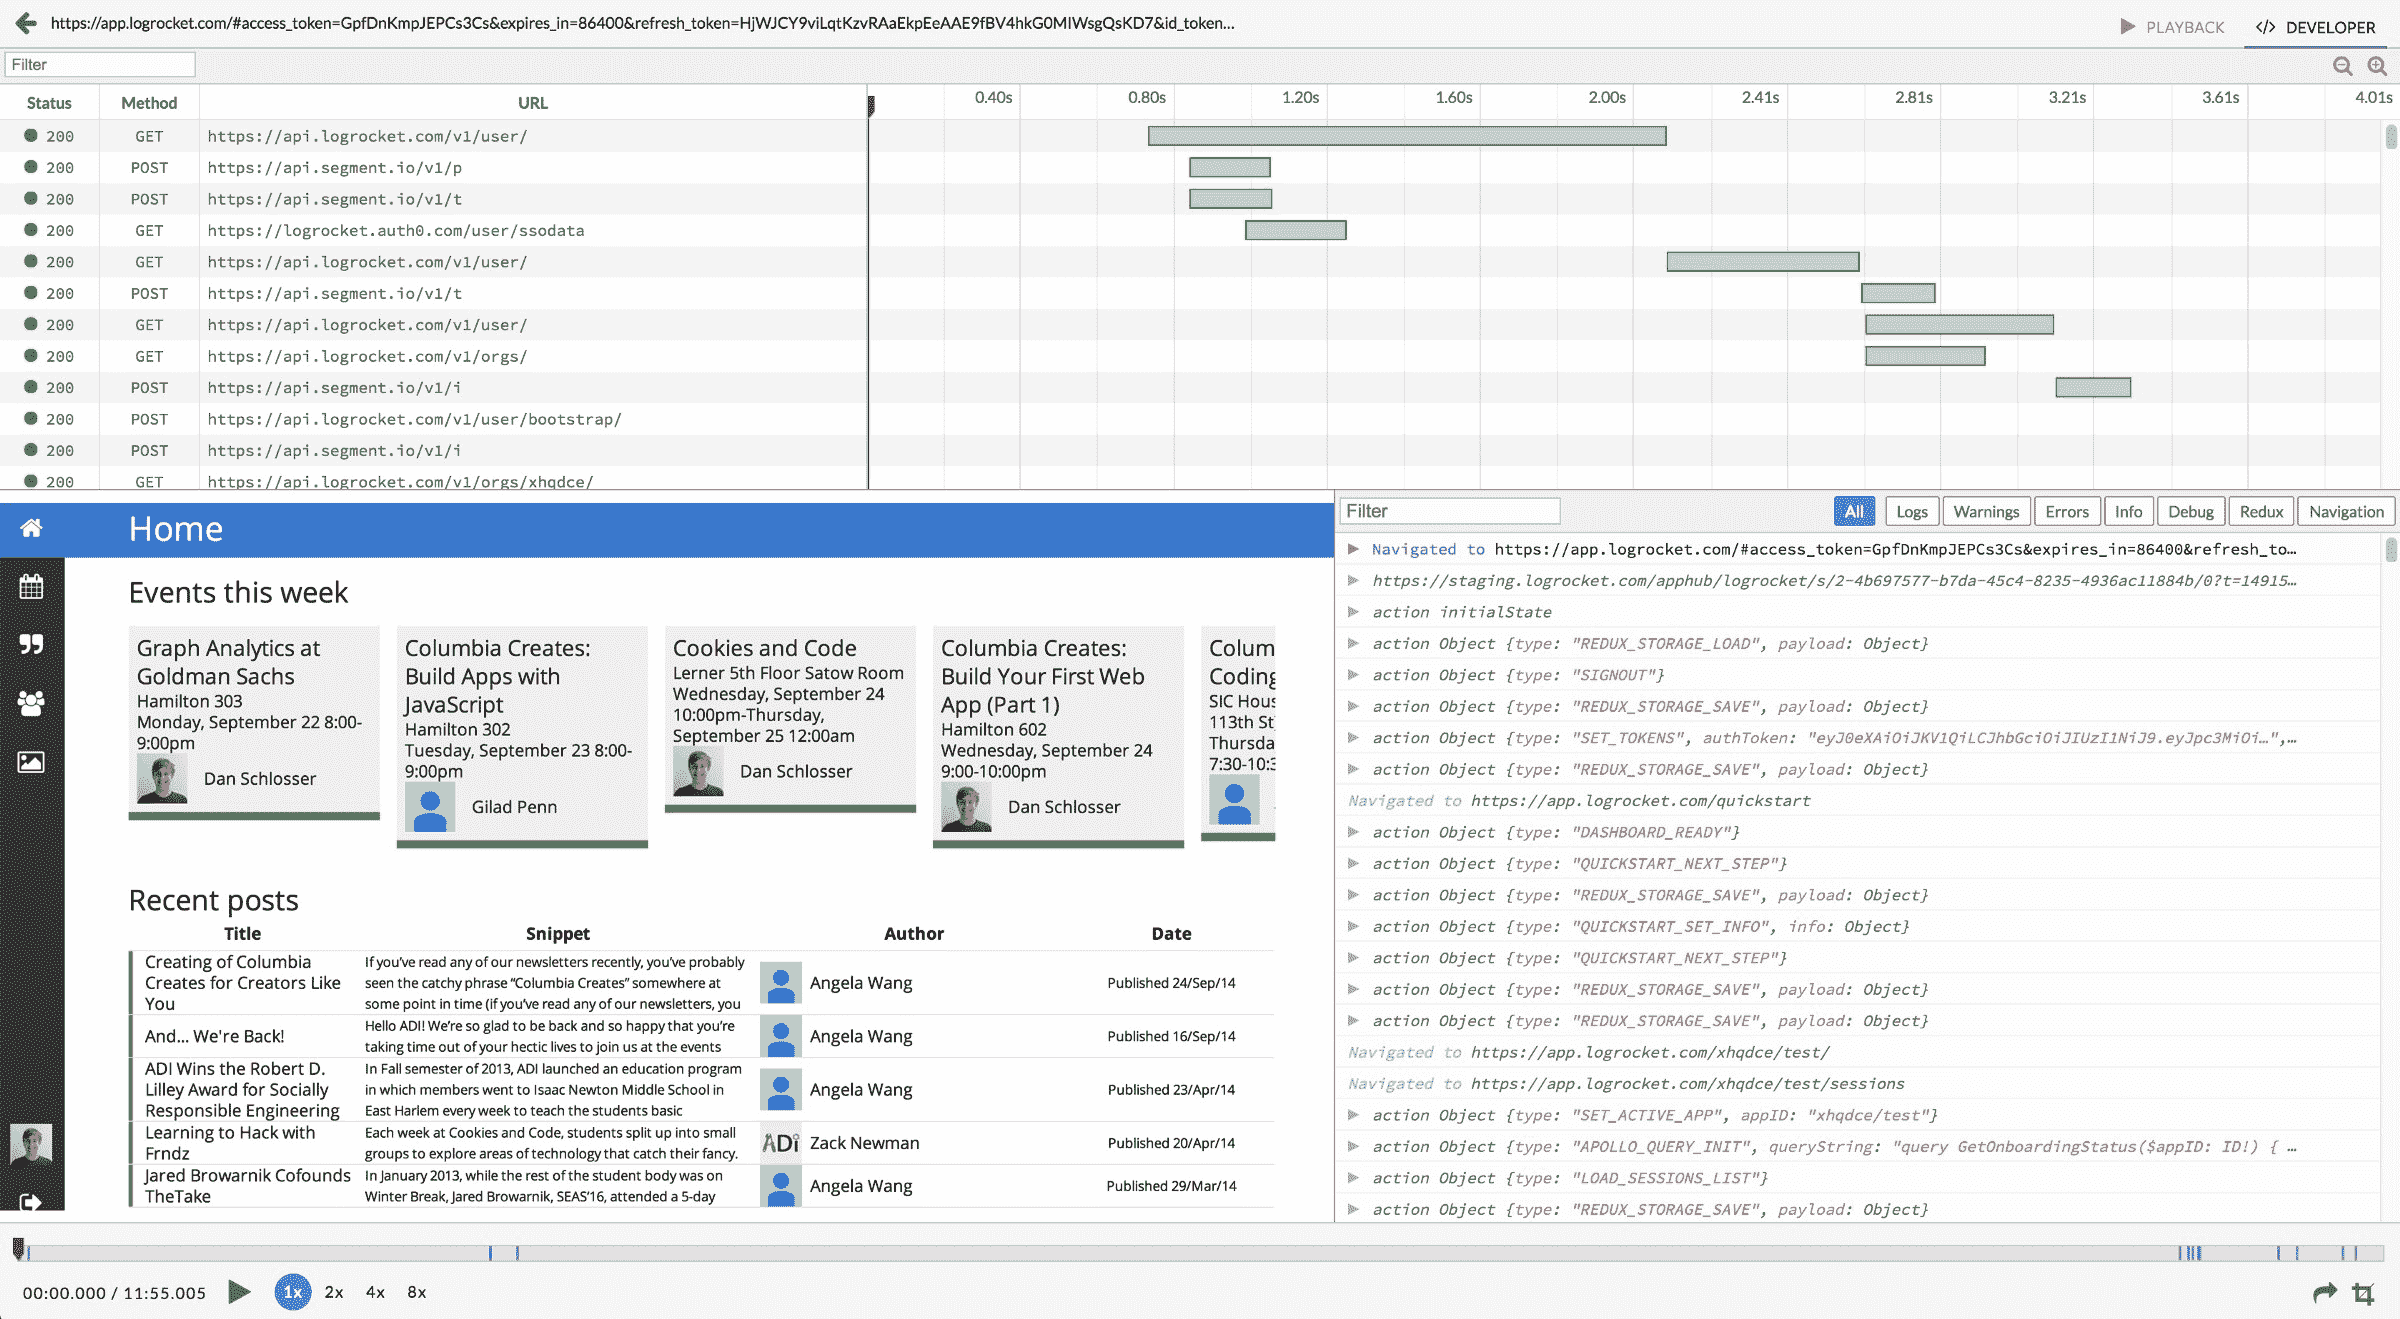 https://app.logrocket.com/#access_token=GpfDnKmpJEPCs3Cs&expires_in=86400&refresh_token=HjWJCY9viLqtKzvRAaEkpEeAAE9fBV4hkG0MIWsgQsKD7&id_token...
PLAYBACK
</> DEVELOPER
Filter
Status Method URL 0.40s 0.80s 1.20s 1.60s 2.00s 2.41s 2.81s 3.21s 3.61s 4.01s
200 GET https://api.logrocket.com/v1/user/
200 POST https://api.segment.io/v1/p
200 POST https://api.segment.io/v1/t
200 GET https://logrocket.auth0.com/user/ssodata
200 GET https://api.logrocket.com/v1/user/
200 POST https://api.segment.io/v1/t
200 GET https://api.logrocket.com/v1/user/
200 GET https://api.logrocket.com/v1/orgs/
200 POST https://api.segment.io/v1/i
200 POST https://api.logrocket.com/v1/user/bootstrap/
200 POST https://api.segment.io/v1/i
200 GET https://api.logrocket.com/v1/orgs/xhqdce/
Home
Events this week
Graph Analytics at
Goldman Sachs
Hamilton 303
Monday, September 22 8:00-
9:00pm
Dan Schlosser
Columbia Creates:
Build Apps with
JavaScript
Hamilton 302
Tuesday, September 23 8:00-
9:00pm
Gilad Penn
Cookies and Code
Lerner 5th Floor Satow Room
Wednesday, September 24
10:00pm-Thursday,
September 25 12:00am
Dan Schlosser
Columbia Creates:
Build Your First Web
App (Part 1)
Hamilton 602
Wednesday, September 24
9:00-10:00pm
Dan Schlosser
Colum
Coding
SIC Hous
113th St
Thursda
7:30-10:3
Recent posts
Title Snippet Author Date
Creating of Columbia
Creates for Creators Like
You
If you've read any of our newsletters recently, you've probably
seen the catchy phrase “Columbia Creates” somewhere at
some point in time (if you've read any of our newsletters, you
Angela Wang
Published 24/Sep/14
And... We're Back!
Hello ADI! We're so glad to be back and so happy that you're
taking time out of your hectic lives to join us at the events
Angela Wang
Published 16/Sep/14
ADI Wins the Robert D.
Lilley Award for Socially
Responsible Engineering
In Fall semester of 2013, ADI launched an education program
in which members went to Isaac Newton Middle School in
East Harlem every week to teach the students basic
Angela Wang
Published 23/Apr/14
Learning to Hack with
Frndz
Each week at Cookies and Code, students split up into small
groups to explore areas of technology that catch their fancy.
ADi
Zack Newman
Published 20/Apr/14
Jared Browarnik Cofounds
TheTake
In January 2013, while the rest of the student body was on
Winter Break, Jared Browarnik, SEAS'16, attended a 5-day
Angela Wang
Published 29/Mar/14
Filter
All Logs Warnings Errors Info Debug Redux Navigation
Navigated to https://app.logrocket.com/#access_token=GpfDnKmpJEPCs3Cs&expires_in=86400&refresh_to…
https://staging.logrocket.com/apphub/logrocket/s/2-4b697577-b7da-45c4-8235-4936ac11884b/0?t=14915…
action initialState
action Object {type: "REDUX_STORAGE_LOAD", payload: Object}
action Object {type: "SIGNOUT"}
action Object {type: "REDUX_STORAGE_SAVE", payload: Object}
action Object {type: "SET_TOKENS", authToken: "eyJ0eXAiOiJKV1QiLCJhbGciOiJIUzI1NiJ9.eyJpc3MiOi…",…
action Object {type: "REDUX_STORAGE_SAVE", payload: Object}
Navigated to https://app.logrocket.com/quickstart
action Object {type: "DASHBOARD_READY"}
action Object {type: "QUICKSTART_NEXT_STEP"}
action Object {type: "REDUX_STORAGE_SAVE", payload: Object}
action Object {type: "QUICKSTART_SET_INFO", info: Object}
action Object {type: "QUICKSTART_NEXT_STEP"}
action Object {type: "REDUX_STORAGE_SAVE", payload: Object}
action Object {type: "REDUX_STORAGE_SAVE", payload: Object}
Navigated to https://app.logrocket.com/xhqdce/test/
Navigated to https://app.logrocket.com/xhqdce/test/sessions
action Object {type: "SET_ACTIVE_APP", appID: "xhqdce/test"}
action Object {type: "APOLLO_QUERY_INIT", queryString: "query GetOnboardingStatus($appID: ID!) { …
action Object {type: "LOAD_SESSIONS_LIST"}
action Object {type: "REDUX_STORAGE_SAVE", payload: Object}
00:00.000 / 11:55.005 1x 2x 4x 8x